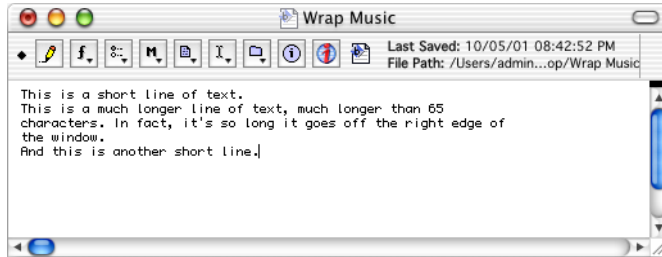 Wrap Music
Last Saved: 10/05/01 08:42:52 PM
File Path: /Users/admin...op/Wrap Music
This is a short line of text.
This is a much longer line of text, much longer than 65
characters. In fact, it's so long it goes off the right edge of
the window.
And this is another short line.